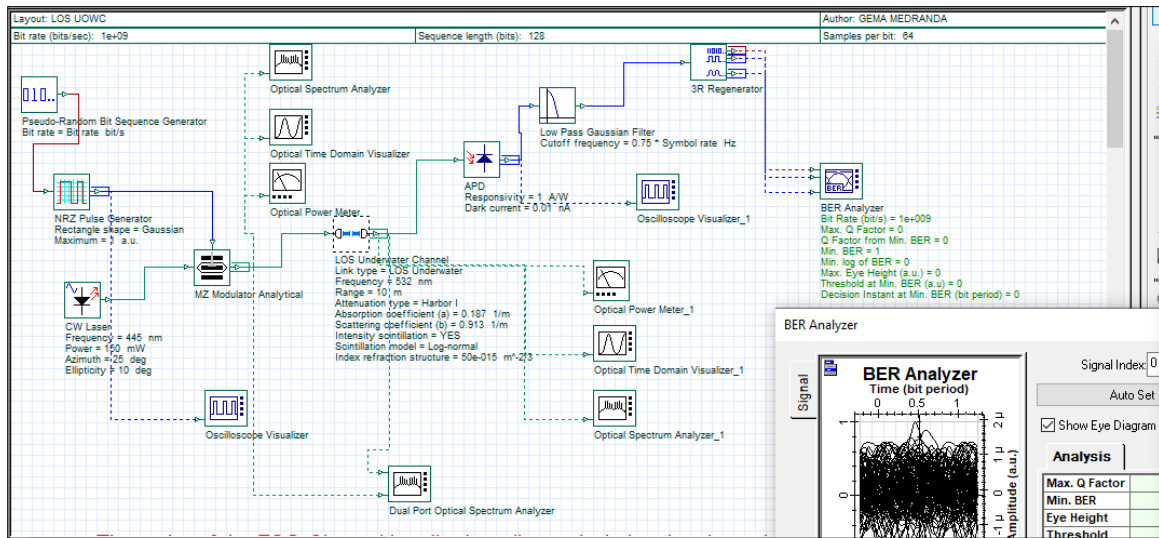 Layout: LOS UOWC
Author: GEMA MEDRANDA
Bit rate (bits/sec): 1e+09
Sequence length (bits): 128
Samples per bit: 64
Optical Spectrum Analyzer
3R Regenerator
Pseudo-Random Bit Sequence Generator
Bit rate = Bit rate bit/s
Low Pass Gaussian Filter
Cutoff frequency = 0.75 * Symbol rate Hz
Optical Time Domain Visualizer
APD
Responsivity = 1 A/W
Dark current = 0.01 nA
Optical Power Meter
NRZ Pulse Generator
Rectangle shape = Gaussian
Maximum = 1 a.u.
Oscilloscope Visualizer_1
BER
BER Analyzer
Bit Rate (bit/s) = 1e+009
Max. Q Factor = 0
Q Factor from Min. BER = 0
Min. BER = 1
Min. log of BER = 0
Max. Eye Height (a.u.) = 0
Threshold at Min. BER (a.u) = 0
Decision Instant at Min. BER (bit period) = 0
LOS Underwater Channel
Link type = LOS Underwater
Frequency = 532 nm
Range = 10 m
Attenuation type = Harbor I
Absorption coefficient (a) = 0.187 1/m
Scattering coefficient (b) = 0.913 1/m
Intensity scintillation = YES
Scintillation model = Log-normal
Index refraction structure = 50e-015 m^-2/3
MZ Modulator Analytical
CW Laser
Frequency = 445 nm
Power = 150 mW
Azimuth = 25 deg
Ellipticity = 10 deg
Optical Power Meter_1
Optical Time Domain Visualizer_1
Oscilloscope Visualizer
Optical Spectrum Analyzer_1
Dual Port Optical Spectrum Analyzer
BER Analyzer
Signal
BER Analyzer
Time (bit period)
0 0.5 1
1
0
2 µ
1 µ
0
-1 µ
Amplitude (a.u.)
Signal Index: 0
Auto Set
Show Eye Diagram
Analysis
Max. Q Factor
Min. BER
Eye Height
Threshold